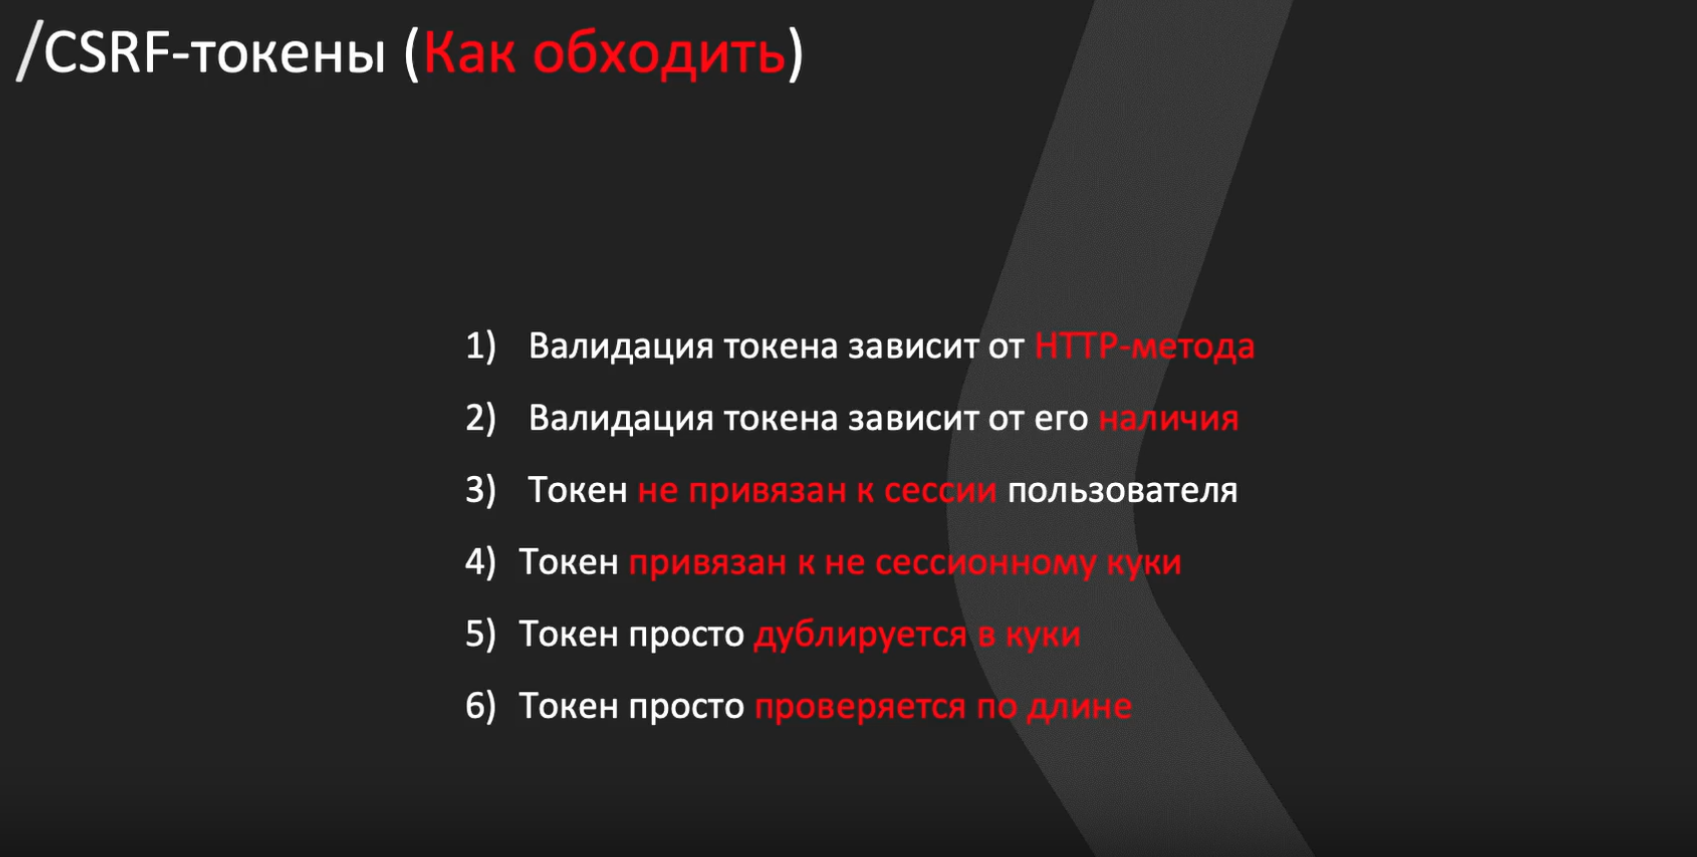 /CSRF-токены (Как обходить)
1) Валидация токена зависит от HTTP-метода
2) Валидация токена зависит от его наличия
3) Токен не привязан к сессии пользователя
4) Токен привязан к не сессионному куки
5) Токен просто дублируется в куки
6) Токен просто проверяется по длине